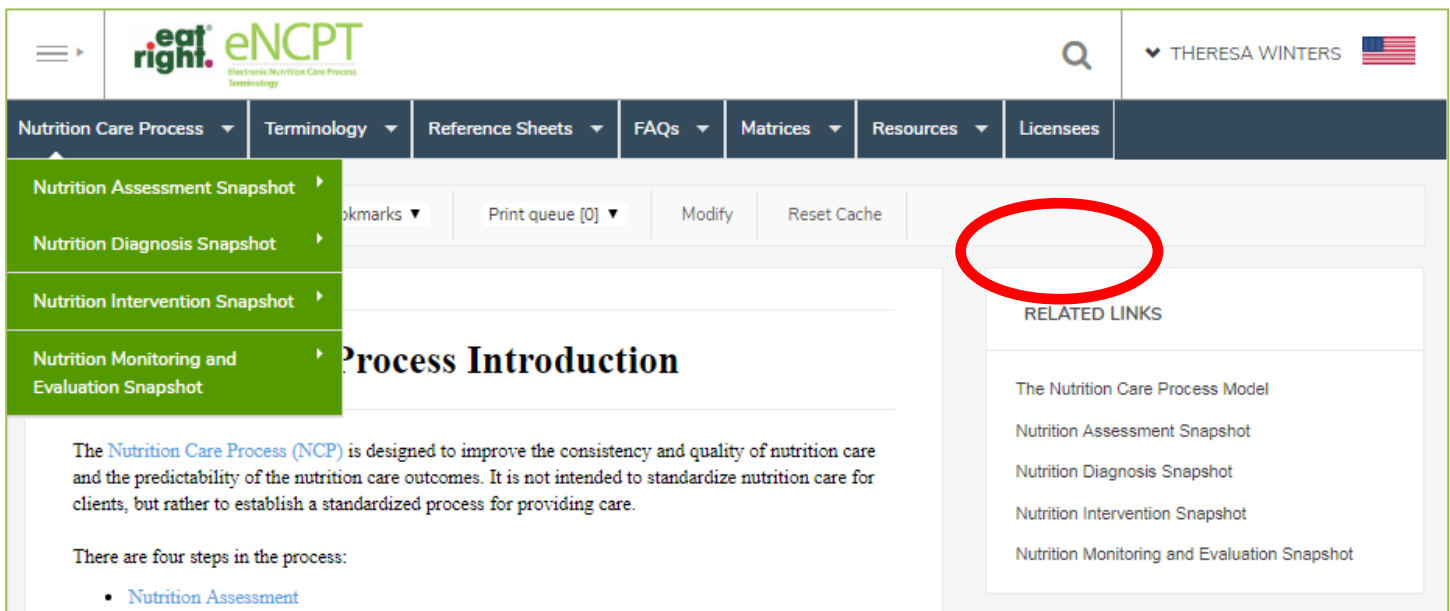 eat right. eNCPT
Electronic Nutrition Care Process
Terminology
THERESA WINTERS
Nutrition Care Process Terminology Reference Sheets FAQs Matrices Resources Licensees
Nutrition Assessment Snapshot
Nutrition Diagnosis Snapshot
Nutrition Intervention Snapshot
Nutrition Monitoring and
Evaluation Snapshot
okmarks ▼ Print queue [0] ▼ Modify Reset Cache
Process Introduction
The Nutrition Care Process (NCP) is designed to improve the consistency and quality of nutrition care
and the predictability of the nutrition care outcomes. It is not intended to standardize nutrition care for
clients, but rather to establish a standardized process for providing care.
There are four steps in the process:
• Nutrition Assessment
RELATED LINKS
The Nutrition Care Process Model
Nutrition Assessment Snapshot
Nutrition Diagnosis Snapshot
Nutrition Intervention Snapshot
Nutrition Monitoring and Evaluation Snapshot